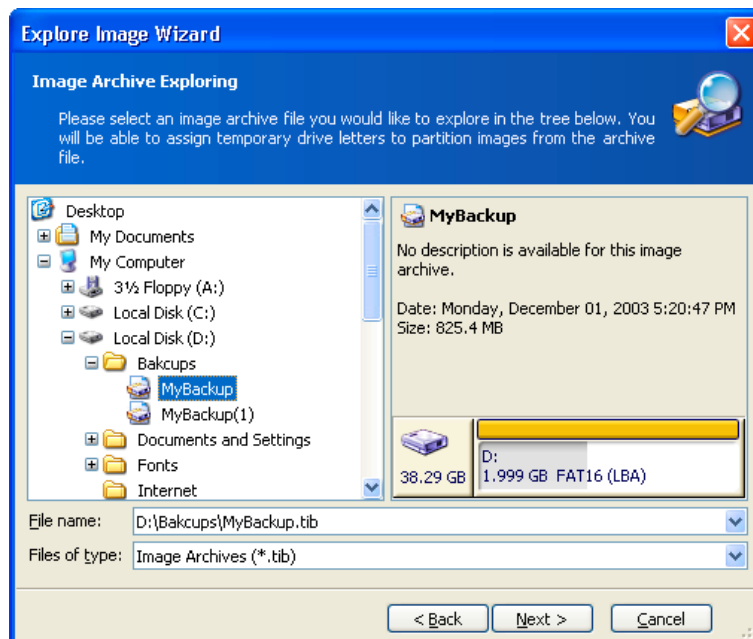 Explore Image Wizard
Image Archive Exploring
Please select an image archive file you would like to explore in the tree below. You
will be able to assign temporary drive letters to partition images from the archive
file.
Desktop
My Documents
My Computer
3½ Floppy (A:)
Local Disk (C:)
Local Disk (D:)
Bakcups
MyBackup
MyBackup(1)
Documents and Settings
Fonts
Internet
MyBackup
No description is available for this image
archive.
Date: Monday, December 01, 2003 5:20:47 PM
Size: 825.4 MB
38.29 GB
D:
1.999 GB FAT16 (LBA)
File name: D:\Bakcups\MyBackup.tib
Files of type: Image Archives (*.tib)
< Back Next > Cancel